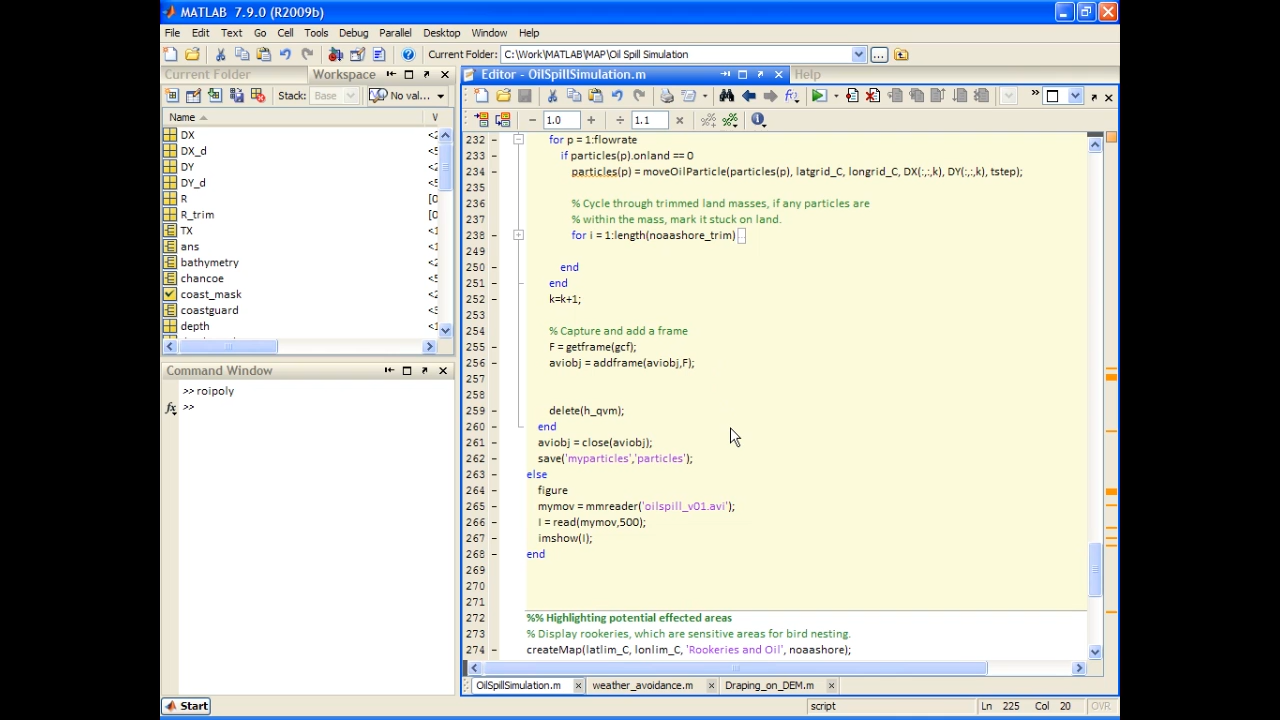 MATLAB 7.9.0 (R2009b)
File Edit Text Go Cell Tools Debug Parallel Desktop Window Help
Current Folder: C:\Work\MATLAB\MAP\Oil Spill Simulation
Current Folder Workspace
Stack: Base No val...
Name
DX
DX_d
DY
DY_d
R
R_trim
TX
ans
bathymetry
chancoe
coast_mask
coastguard
depth
Command Window
>> roipoly
fx >>
Editor - OilSpillSimulation.m Help
1.0 1.1
232 for p = 1:flowrate
233 if particles(p).onland == 0
234 particles(p) = moveOilParticle(particles(p), latgrid_C, longrid_C, DX(:,:,k), DY(:,:,k), tstep);
235
236 % Cycle through trimmed land masses, if any particles are
237 % within the mass, mark it stuck on land.
238 for i = 1:length(noaashore_trim)
249
250 end
251 end
252 k=k+1;
253
254 % Capture and add a frame
255 F = getframe(gcf);
256 aviobj = addframe(aviobj,F);
257
258
259 delete(h_qvm);
260 end
261 aviobj = close(aviobj);
262 save('myparticles','particles');
263 else
264 figure
265 mymov = mmreader('oilspill_v01.avi');
266 I = read(mymov,500);
267 imshow(I);
268 end
269
270
271
272 %% Highlighting potential effected areas
273 % Display rookeries, which are sensitive areas for bird nesting.
274 createMap(latlim_C, lonlim_C, 'Rookeries and Oil', noaashore);
OilSpillSimulation.m weather_avoidance.m Draping_on_DEM.m
Start script Ln 225 Col 20 OVR